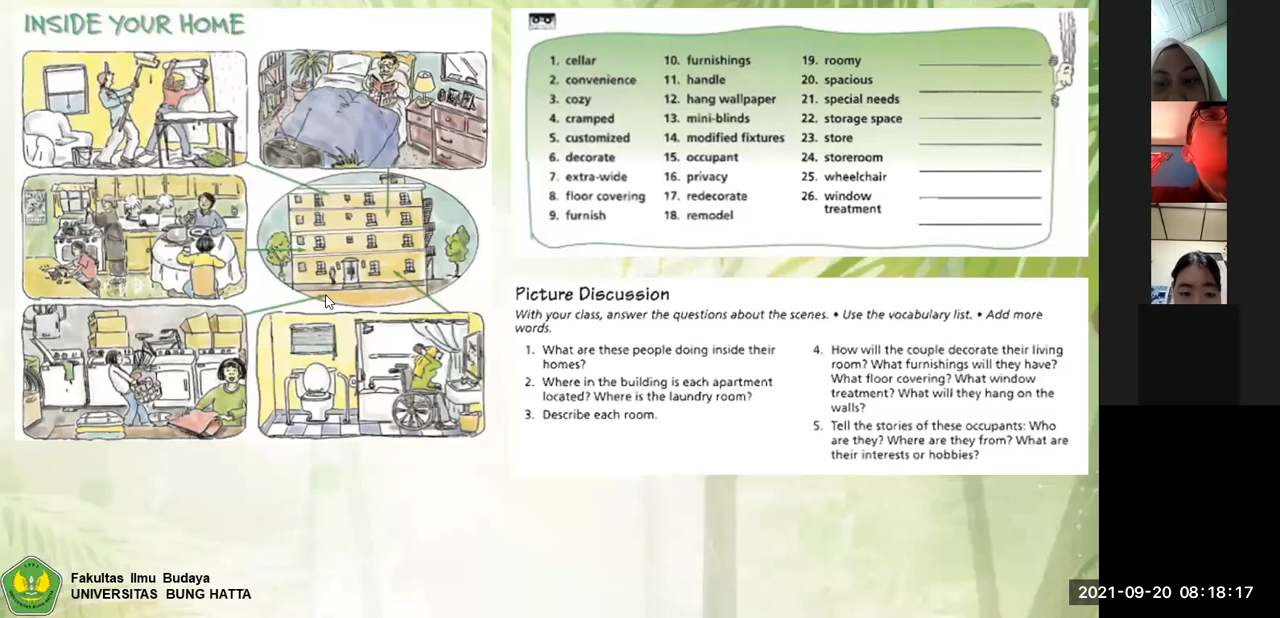 INSIDE YOUR HOME
1. cellar
2. convenience
3. cozy
4. cramped
5. customized
6. decorate
7. extra-wide
8. floor covering
9. furnish
10. furnishings
11. handle
12. hang wallpaper
13. mini-blinds
14. modified fixtures
15. occupant
16. privacy
17. redecorate
18. remodel
19. roomy
20. spacious
21. special needs
22. storage space
23. store
24. storeroom
25. wheelchair
26. window
treatment
Picture Discussion
With your class, answer the questions about the scenes. • Use the vocabulary list. • Add more
words.
1. What are these people doing inside their
homes?
2. Where in the building is each apartment
located? Where is the laundry room?
3. Describe each room.
4. How will the couple decorate their living
room? What furnishings will they have?
What floor covering? What window
treatment? What will they hang on the
walls?
5. Tell the stories of these occupants: Who
are they? Where are they from? What are
their interests or hobbies?
Fakultas Ilmu Budaya
UNIVERSITAS BUNG HATTA
2021-09-20 08:18:17